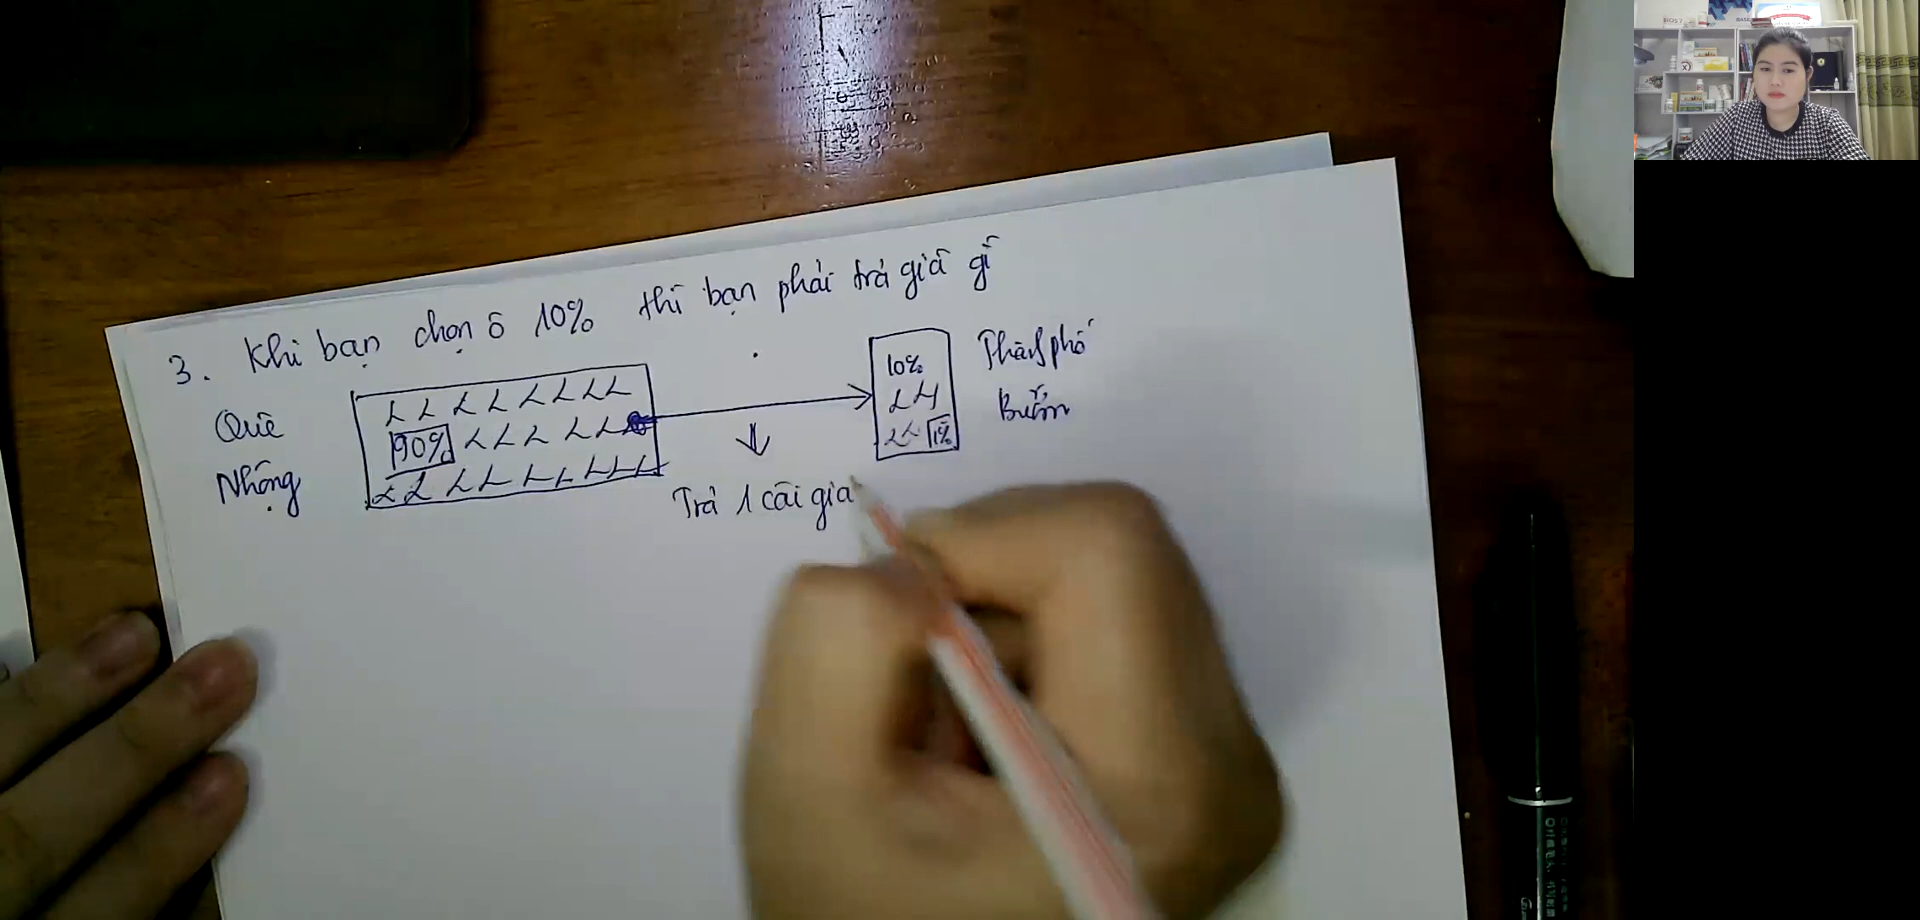 3. Khi bạn chọn ô 10% thì bạn phải trả giá gì
Quê
Nhộng
90%
10%
1%
Thành phố
Bướm
Trả 1 cái giá